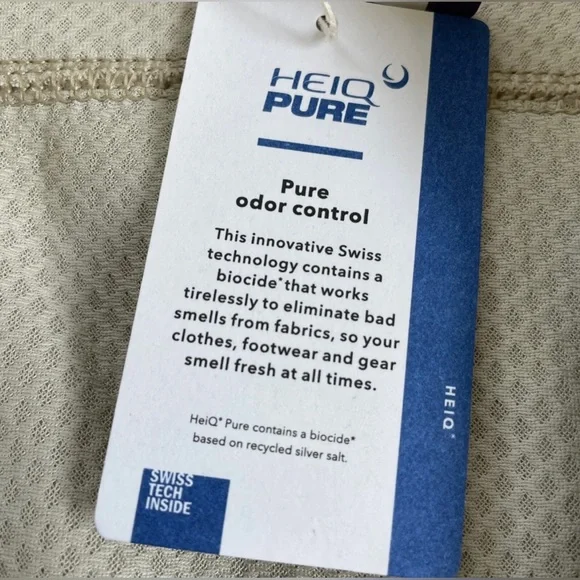 HEIQ
PURE
Pure
odor control
This innovative Swiss
technology contains a
biocide* that works
tirelessly to eliminate bad
smells from fabrics, so your
clothes, footwear and gear
smell fresh at all times.
HeiQ® Pure contains a biocide*
based on recycled silver salt.
SWISS
TECH
INSIDE
HEIQ®